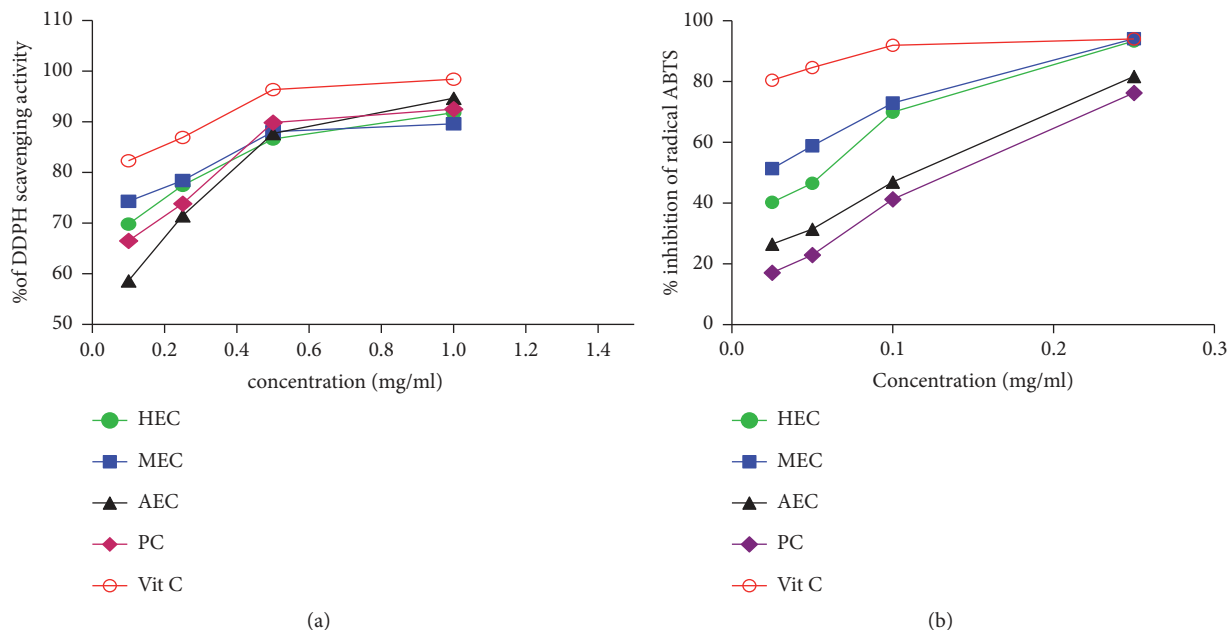 110
100
90
80
70
60
50
%of DDPH scavenging activity
0.0 0.2 0.4 0.6 0.8 1.0 1.2 1.4
concentration (mg/ml)
HEC
MEC
AEC
PC
Vit C
(a)
100
80
60
40
20
0
% inhibition of radical ABTS
0.0 0.1 0.2 0.3
Concentration (mg/ml)
HEC
MEC
AEC
PC
Vit C
(b)